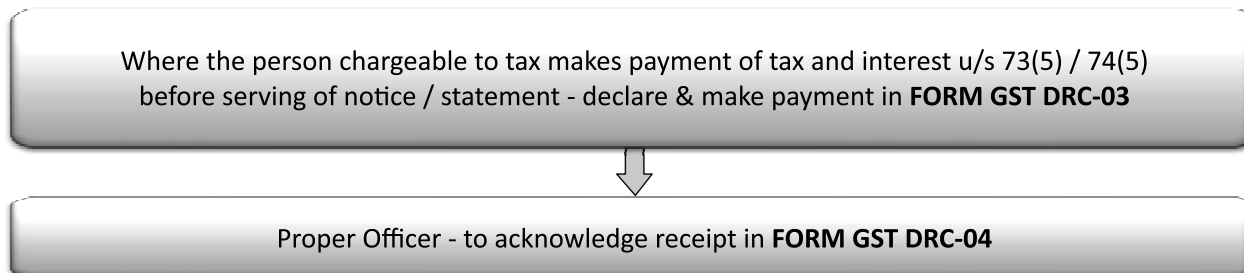 Where the person chargeable to tax makes payment of tax and interest u/s 73(5) / 74(5)
before serving of notice / statement - declare & make payment in FORM GST DRC-03
Proper Officer - to acknowledge receipt in FORM GST DRC-04